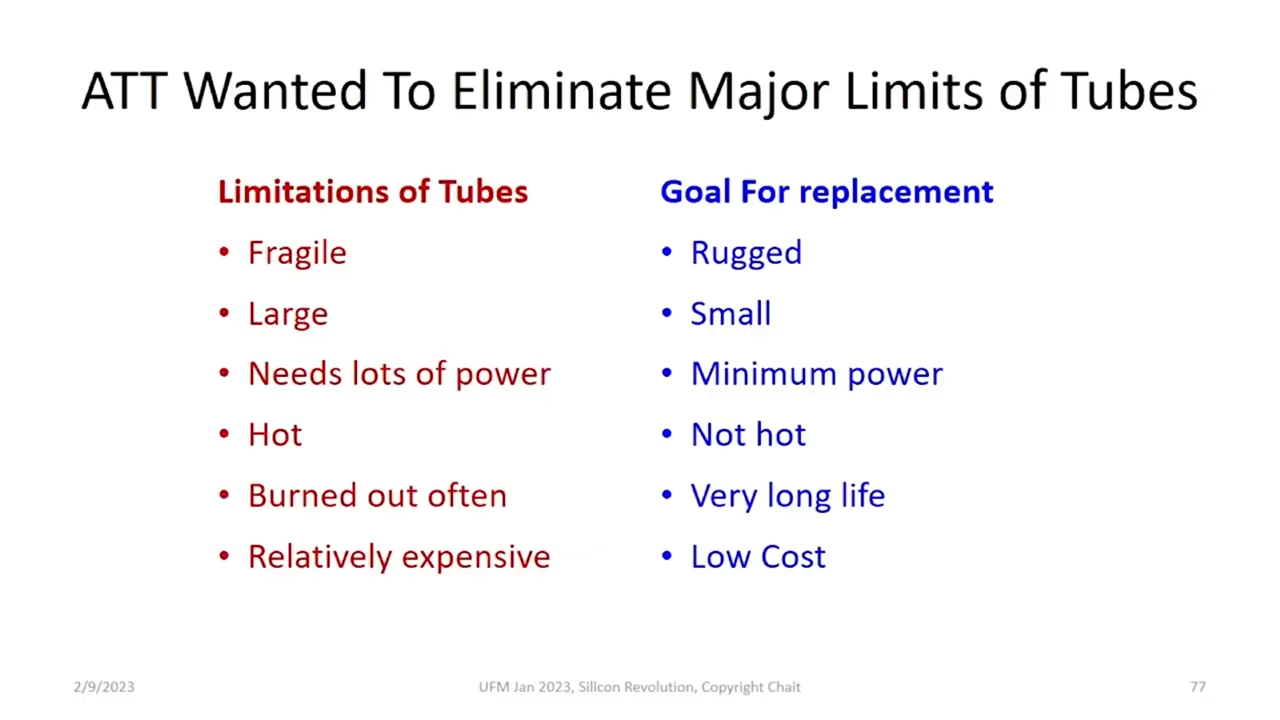 ATT Wanted To Eliminate Major Limits of Tubes
Limitations of Tubes
• Fragile
• Large
• Needs lots of power
• Hot
• Burned out often
• Relatively expensive
Goal For replacement
• Rugged
• Small
• Minimum power
• Not hot
• Very long life
• Low Cost
2/9/2023
UFM Jan 2023, Silicon Revolution, Copyright Chait
77